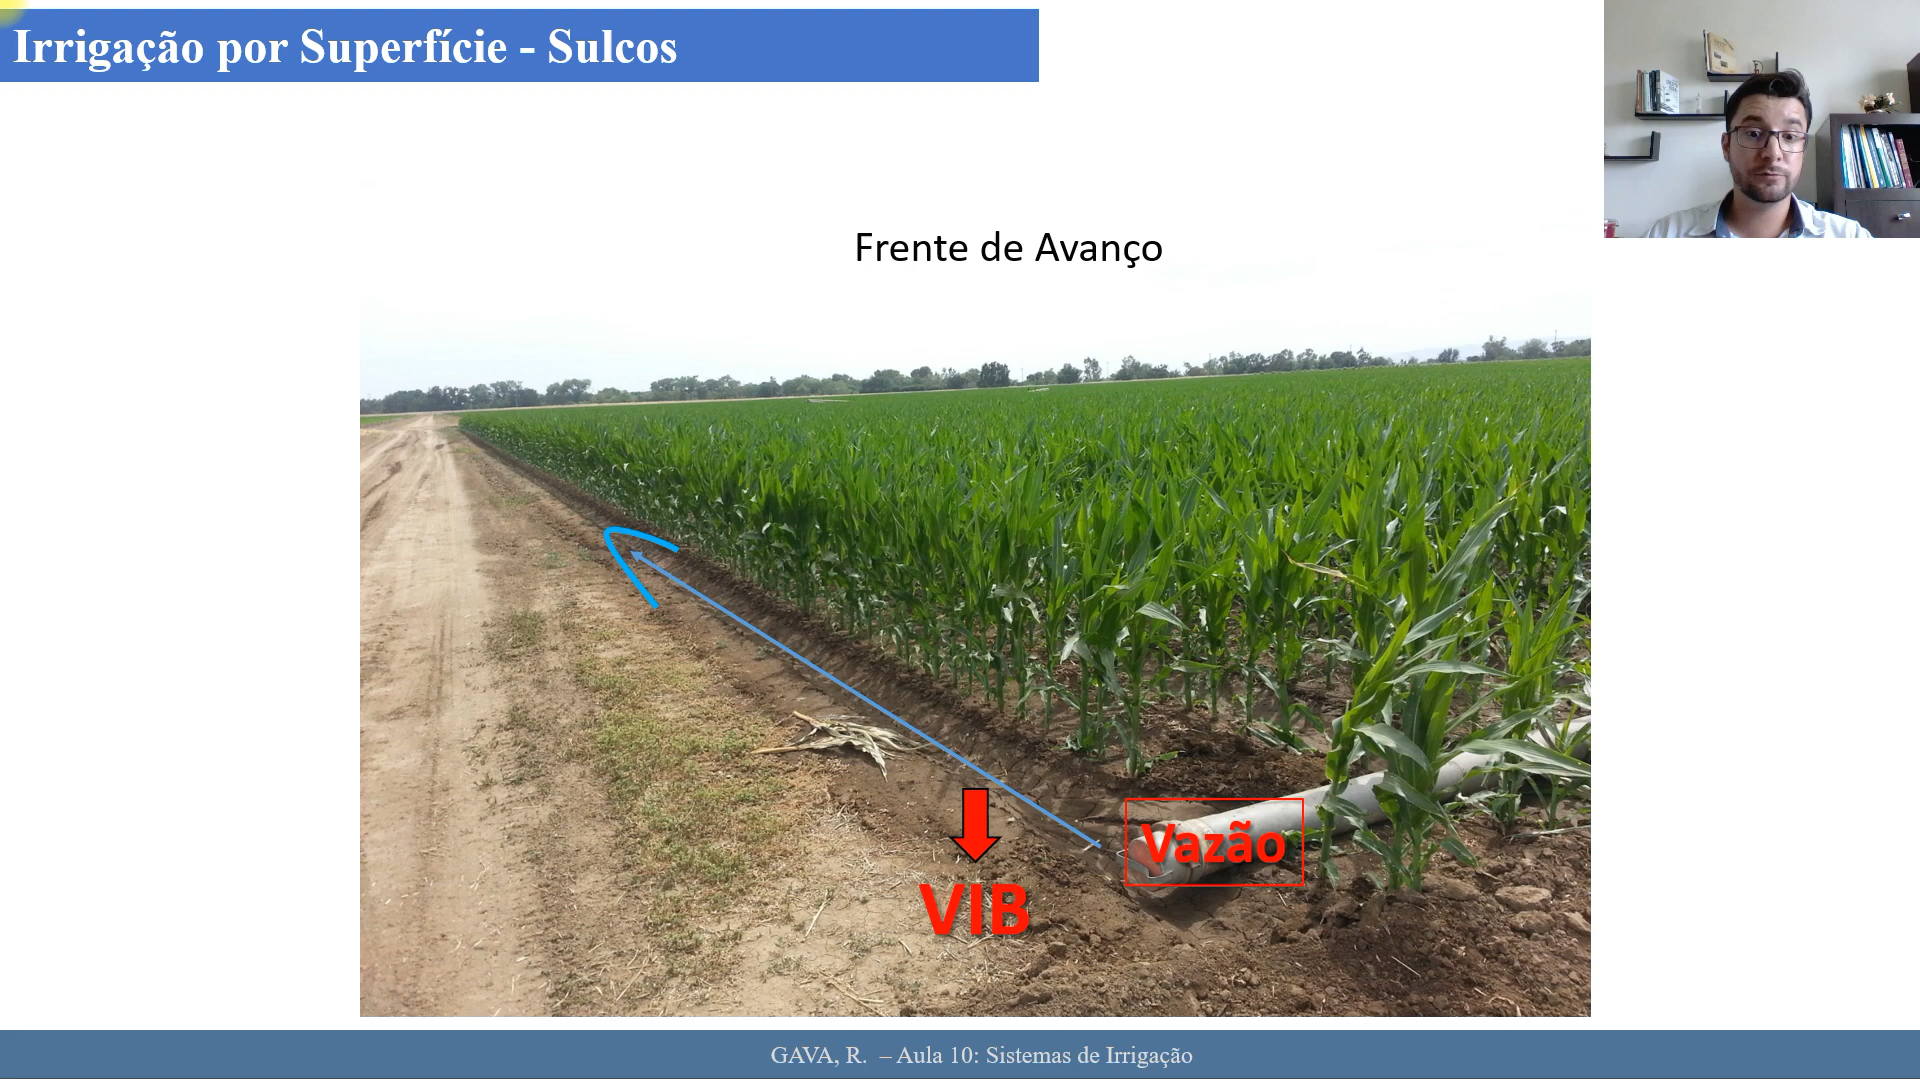 Irrigação por Superfície - Sulcos
Frente de Avanço
Vazão
VIB
GAVA, R. – Aula 10: Sistemas de Irrigação